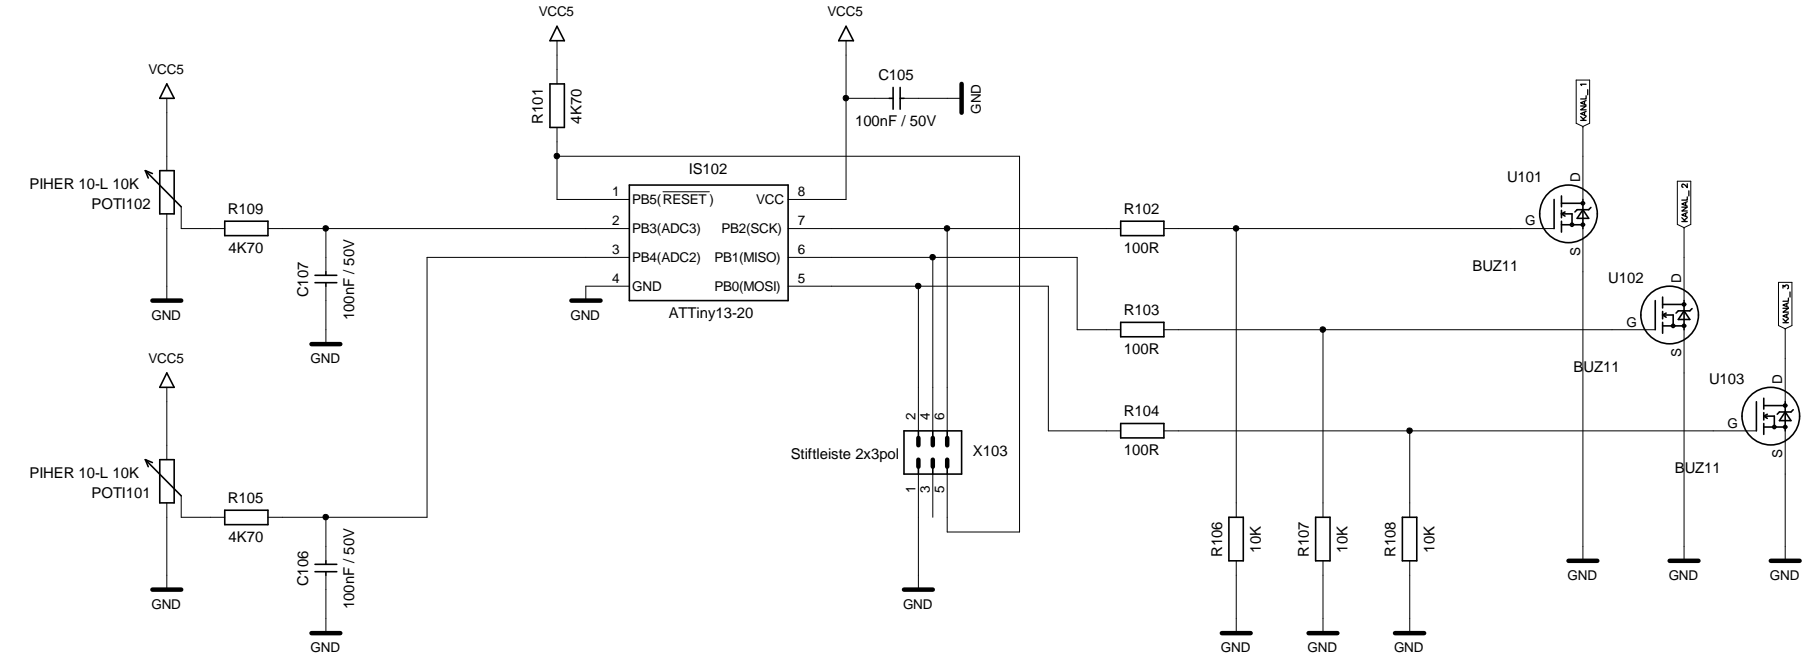 VCC5
VCC5
VCC5
C105
100nF / 50V
GND
R101
4K70
KANAL_1
PIHER 10-L 10K
POTI102
R109
4K70
C107
100nF / 50V
GND
GND
IS102
1 PB5(RESET) VCC 8
2 PB3(ADC3) PB2(SCK) 7
3 PB4(ADC2) PB1(MISO) 6
4 GND PB0(MOSI) 5
ATTiny13-20
GND
R102
100R
U101
D
G
S
BUZ11
KANAL_2
R103
100R
U102
D
G
S
BUZ11
KANAL_3
R104
100R
U103
D
G
S
BUZ11
VCC5
PIHER 10-L 10K
POTI101
R105
4K70
C106
100nF / 50V
GND
GND
2 4 6
Stiftleiste 2x3pol
X103
1 3 5
GND
R106
10K
R107
10K
R108
10K
GND
GND
GND
GND
GND
GND